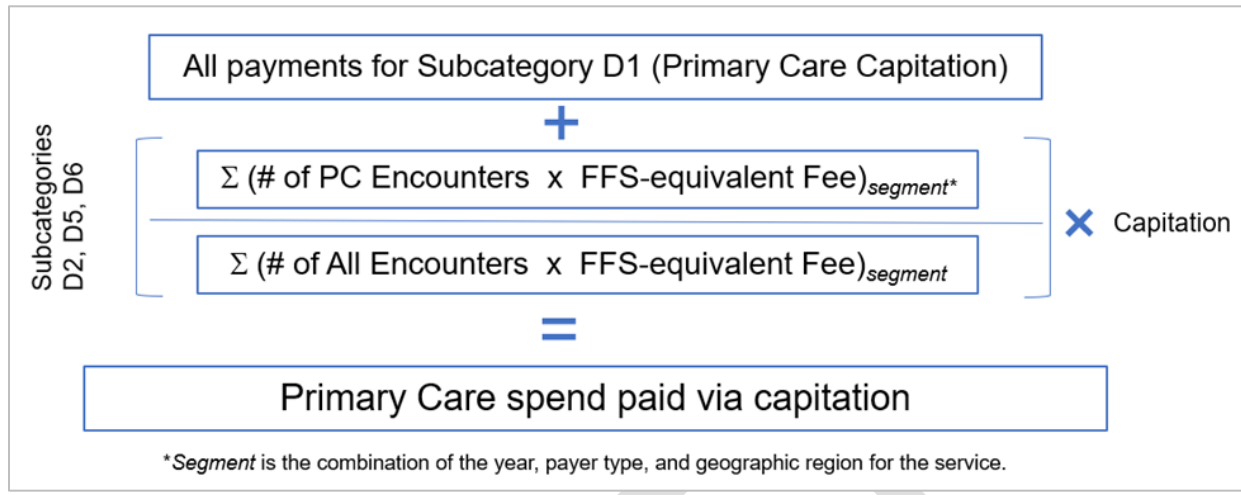 All payments for Subcategory D1 (Primary Care Capitation)
+
Subcategories
D2, D5, D6
Σ (# of PC Encounters x FFS-equivalent Fee)segment*
Σ (# of All Encounters x FFS-equivalent Fee)segment
× Capitation
=
Primary Care spend paid via capitation
*Segment is the combination of the year, payer type, and geographic region for the service.